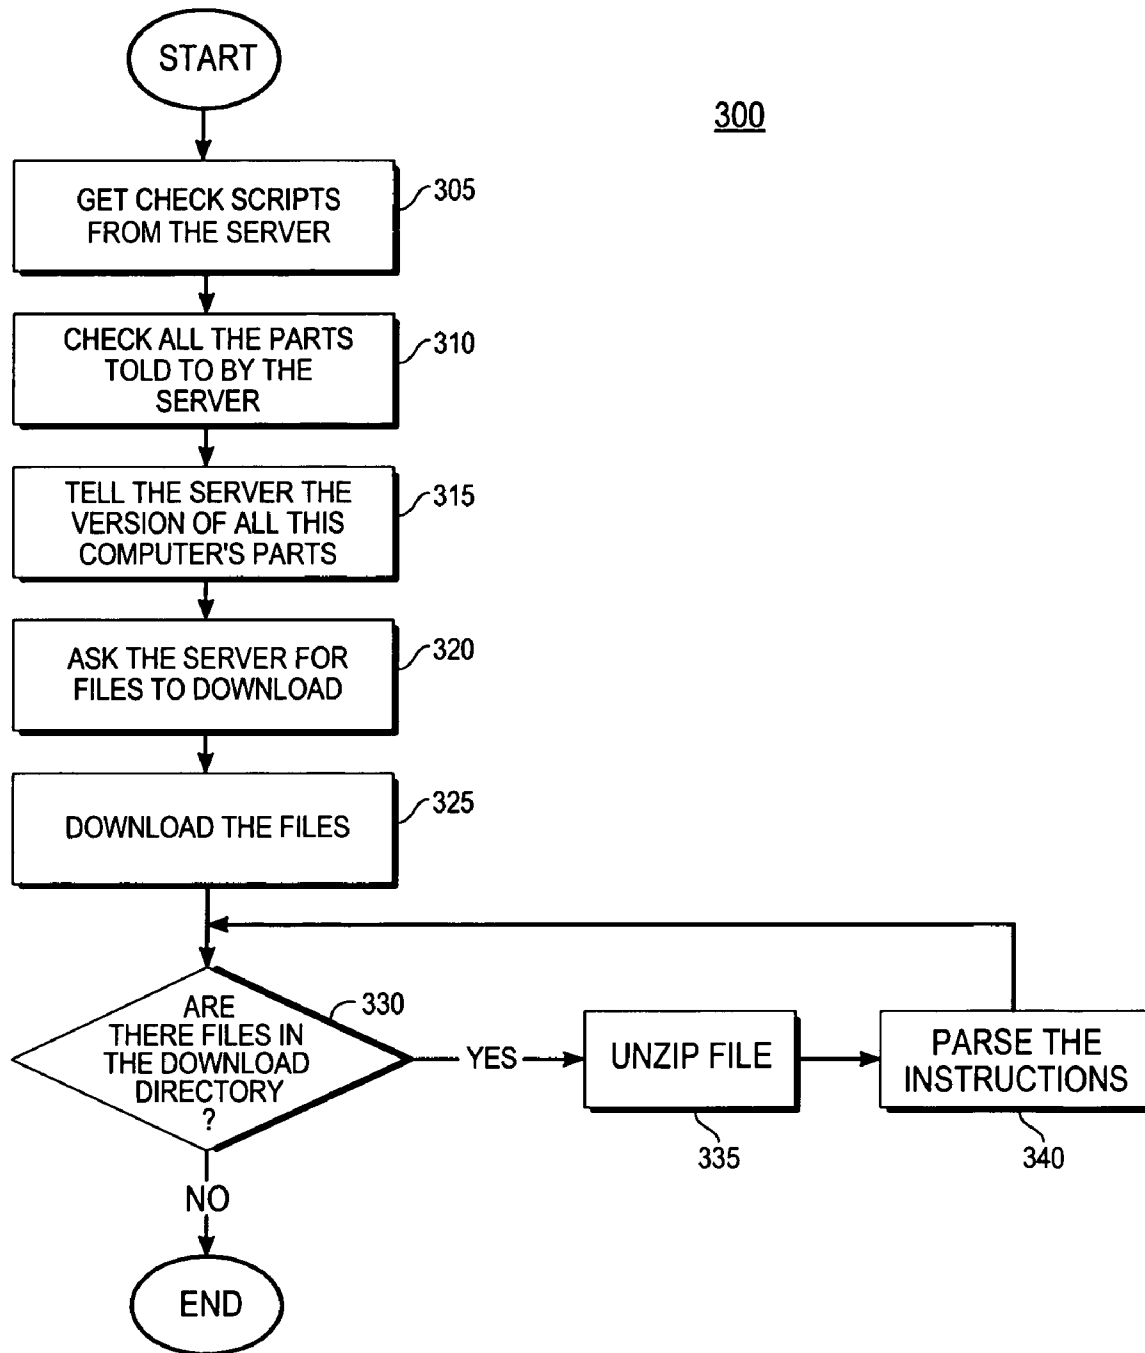 START
300
GET CHECK SCRIPTS
FROM THE SERVER
305
CHECK ALL THE PARTS
TOLD TO BY THE
SERVER
310
TELL THE SERVER THE
VERSION OF ALL THIS
COMPUTER'S PARTS
315
ASK THE SERVER FOR
FILES TO DOWNLOAD
320
DOWNLOAD THE FILES
325
ARE
THERE FILES IN
THE DOWNLOAD
DIRECTORY
?
330
YES
UNZIP FILE
335
PARSE THE
INSTRUCTIONS
340
NO
END